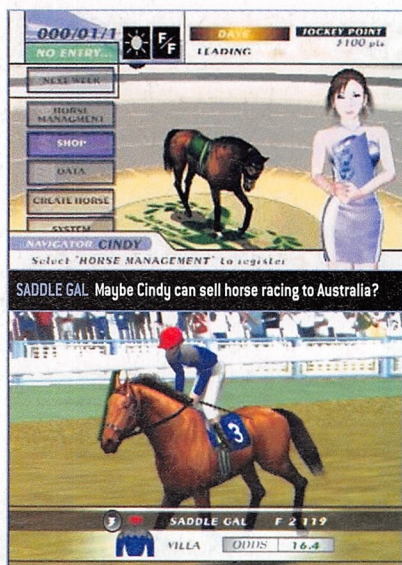 000/01/1
NO ENTRY...
F/F
DAYS
LEADING
JOCKEY POINT
5100 pts
NEXT WEEK
HORSE
MANAGMENT
SHOP
DATA
CREATE HORSE
SYSTEM
NAVIGATOR CINDY
Select "HORSE MANAGEMENT" to register
SADDLE GAL Maybe Cindy can sell horse racing to Australia?
3
3 SADDLE GAL F 2 119
VILLA ODDS 16.4